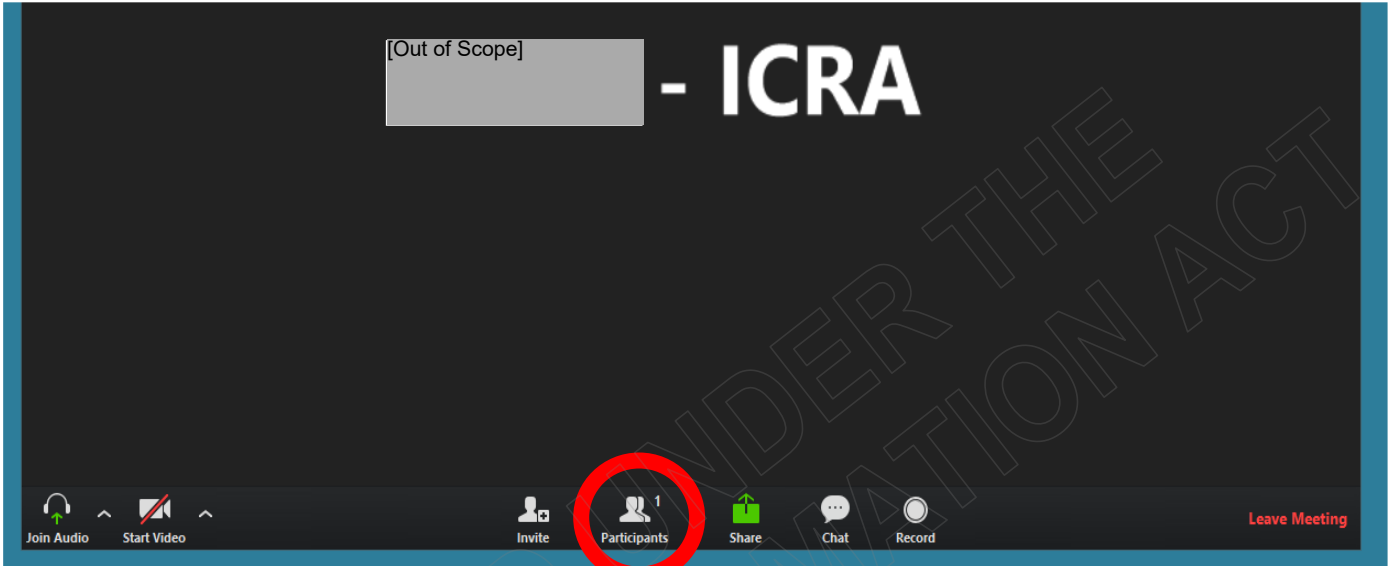 [Out of Scope]
- ICRA
UNDER THE
MATION ACT
1
Join Audio
Start Video
Invite
Participants
Share
Chat
Record
Leave Meeting